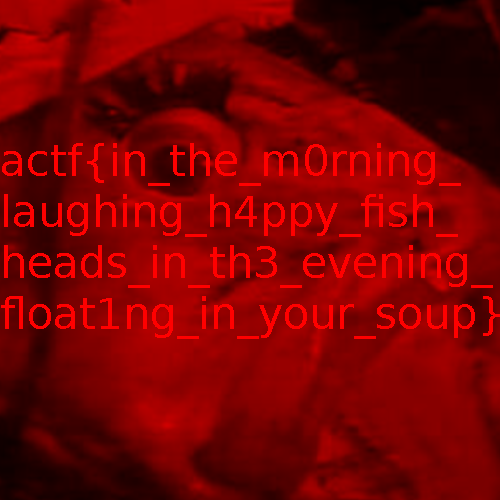 actf{in_the_m0rning_
laughing_h4ppy_fish_
heads_in_th3_evening_
float1ng_in_your_soup}